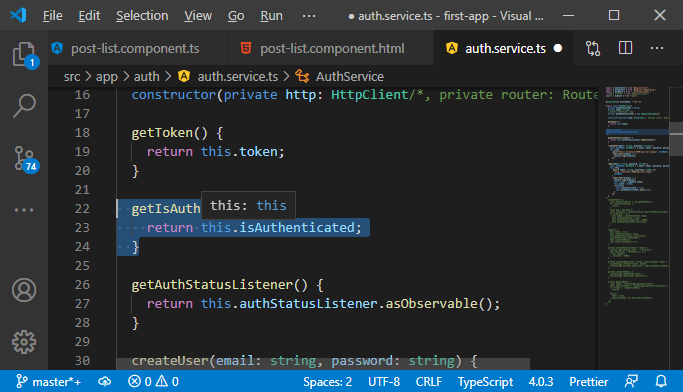 File Edit Selection View Go Run ··· ● auth.service.ts - first-app - Visual ...
post-list.component.ts post-list.component.html auth.service.ts ●
src > app > auth > auth.service.ts > AuthService
16 constructor(private http: HttpClient/*, private router: Route
17
18 getToken() {
19 return this.token;
20 }
21
22 getIsAuth this: this
23 return this.isAuthenticated;
24 }
25
26 getAuthStatusListener() {
27 return this.authStatusListener.asObservable();
28 }
29
30 createUser(email: string, password: string) {
1
74
master*+ 0 0 Spaces: 2 UTF-8 CRLF TypeScript 4.0.3 Prettier